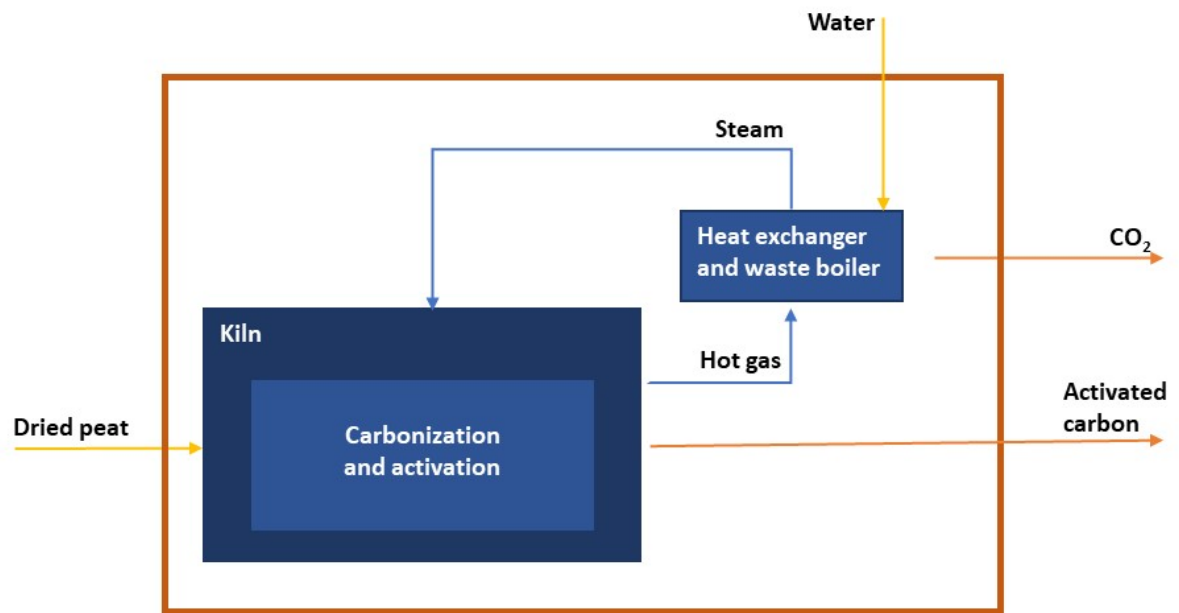 Water
Steam
Heat exchanger
and waste boiler
CO₂
Kiln
Hot gas
Activated
carbon
Dried peat
Carbonization
and activation